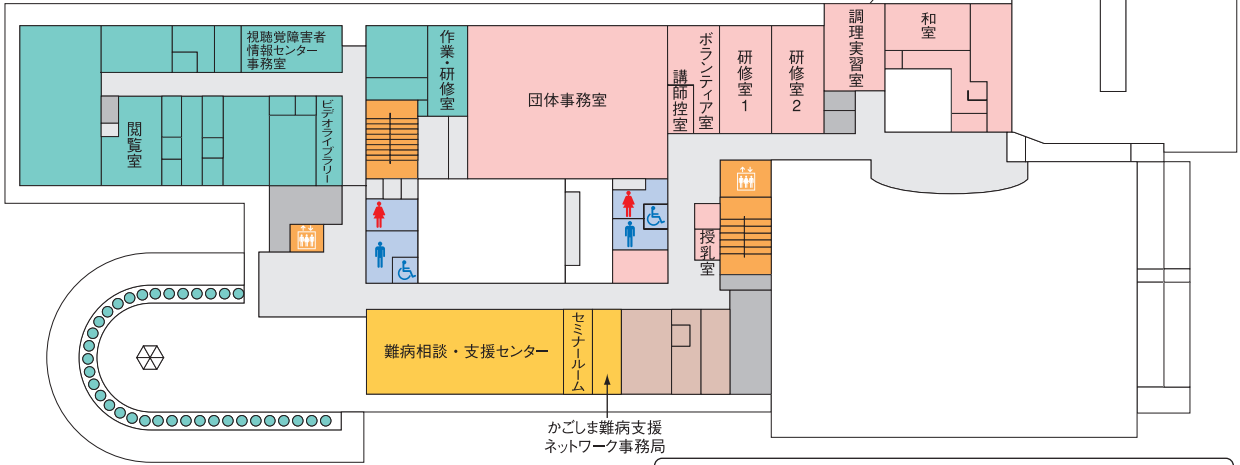 視聴覚障害者
情報センター
事務室
作業・研修室
団体事務室
講師控室
ボランティア室
研修室1
研修室2
調理実習室
和室
閲覧室
ビデオライブラリー
授乳室
難病相談・支援センター
セミナールーム
かごしま難病支援
ネットワーク事務局